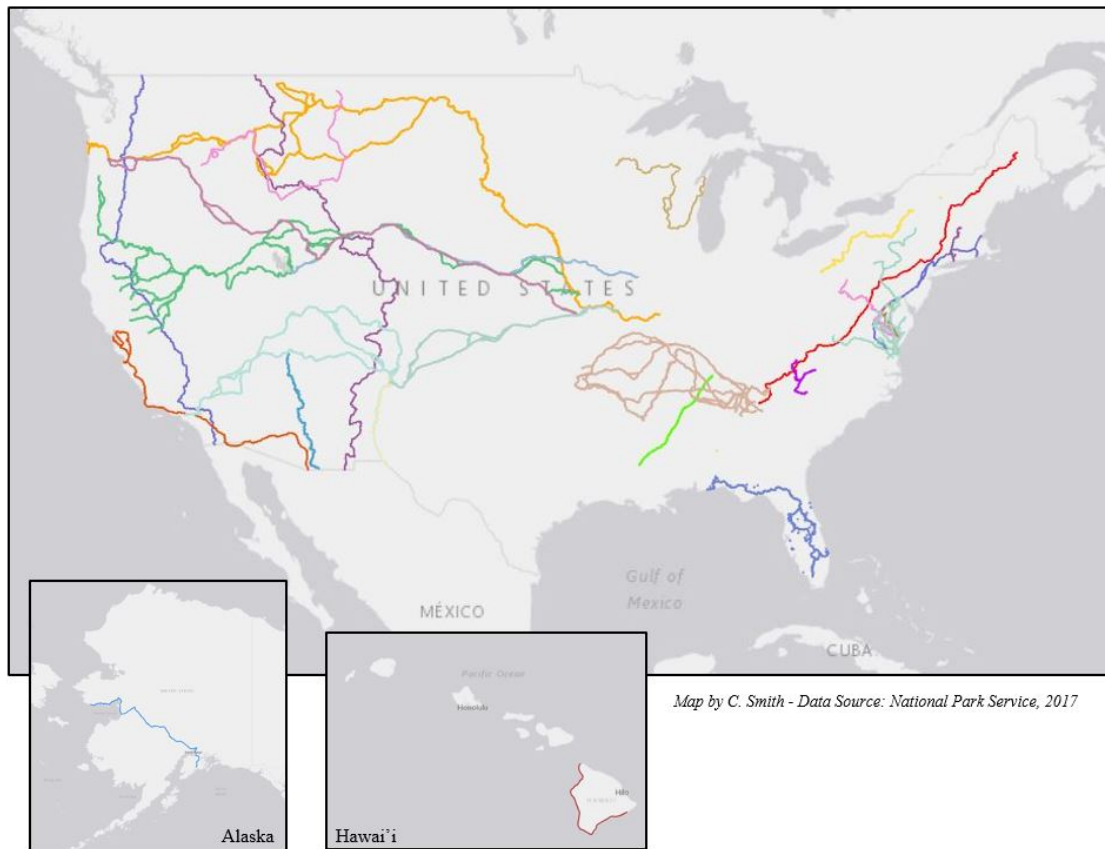 UNITED STATES
Gulf of
Mexico
MÉXICO
CUBA
Map by C. Smith - Data Source: National Park Service, 2017
Alaska
Pacific Ocean
Honolulu
Hilo
HAWAII
Hawai’i